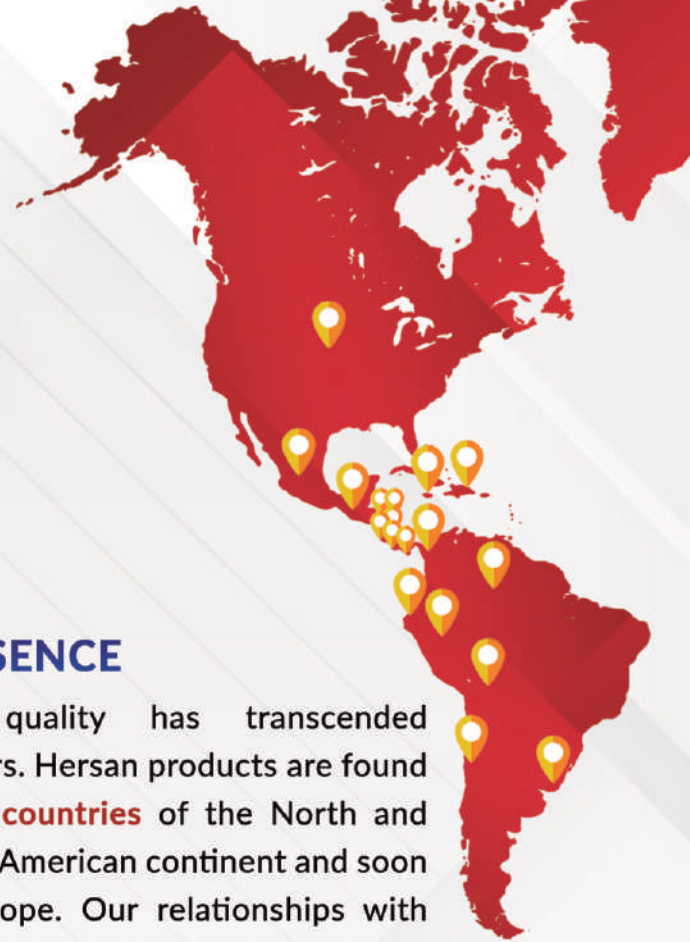 SENCE
quality has transcended
rs. Hersan products are found
countries of the North and
American continent and soon
ope. Our relationships with